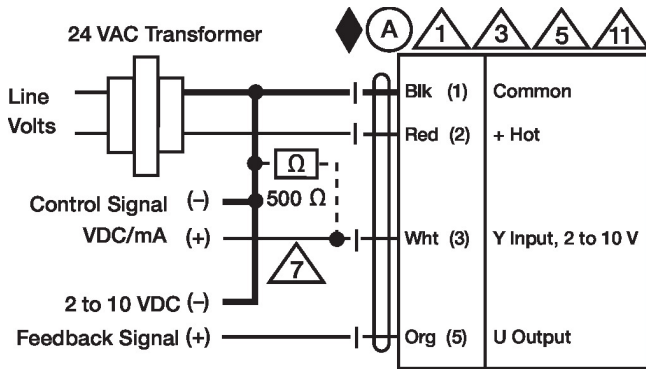 24 VAC Transformer
A 1 3 5 11
Line
Volts
Blk (1) Common
Red (2) + Hot
Ω
500 Ω
Control Signal (-)
VDC/mA (+)
Wht (3) Y Input, 2 to 10 V
7
2 to 10 VDC (-)
Feedback Signal (+)
Org (5) U Output